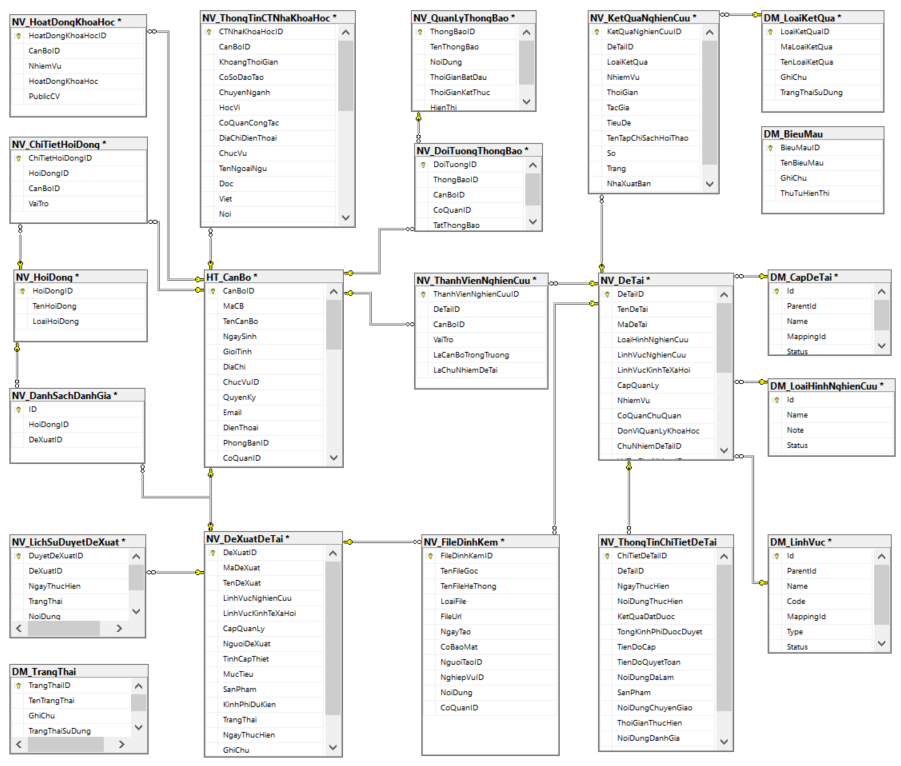 NV_HoatDongKhoaHoc *
HoatDongKhoaHocID
CanBoID
NhiemVu
HoatDongKhoaHoc
PublicCV
NV_ThongTinCTNhaKhoaHoc *
CTNhaKhoaHocID
CanBoID
KhoangThoiGian
CoSoDaoTao
ChuyenNganh
HocVi
CoQuanCongTac
DiaChiDienThoai
ChucVu
TenNgoaiNgu
Doc
Viet
Noi
NV_QuanLyThongBao *
ThongBaoID
TenThongBao
NoiDung
ThoiGianBatDau
ThoiGianKetThuc
HienThi
NV_KetQuaNghienCuu *
KetQuaNghienCuuID
DeTaiID
LoaiKetQua
NhiemVu
ThoiGian
TacGia
TieuDe
TenTapChiSachHoiThao
So
Trang
NhaXuatBan
DM_LoaiKetQua *
LoaiKetQuaID
MaLoaiKetQua
TenLoaiKetQua
GhiChu
TrangThaiSuDung
NV_ChiTietHoiDong *
ChiTietHoiDongID
HoiDongID
CanBoID
VaiTro
NV_DoiTuongThongBao *
DoiTuongID
ThongBaoID
CanBoID
CoQuanID
TatThongBao
DM_BieuMau
BieuMauID
TenBieuMau
GhiChu
ThuTuHienThi
NV_HoiDong *
HoiDongID
TenHoiDong
LoaiHoiDong
HT_CanBo *
CanBoID
MaCB
TenCanBo
NgaySinh
GioiTinh
DiaChi
ChucVuID
QuyenKy
Email
DienThoai
PhongBanID
CoQuanID
NV_ThanhVienNghienCuu *
ThanhVienNghienCuuID
DeTaiID
CanBoID
VaiTro
LaCanBoTrongTruong
LaChuNhiemDeTai
NV_DeTai *
DeTaiID
TenDeTai
MaDeTai
LoaiHinhNghienCuu
LinhVucNghienCuu
LinhVucKinhTeXaHoi
CapQuanLy
NhiemVu
CoQuanChuQuan
DonViQuanLyKhoaHoc
ChuNhiemDeTaiID
DM_CapDeTai *
Id
ParentId
Name
MappingId
Status
DM_LoaiHinhNghienCuu *
Id
Name
Note
Status
NV_DanhSachDanhGia *
ID
HoiDongID
DeXuatID
NV_LichSuDuyetDeXuat *
DuyetDeXuatID
DeXuatID
NgayThucHien
TrangThai
NoiDung
NV_DeXuatDeTai *
DeXuatID
MaDeXuat
TenDeXuat
LinhVucNghienCuu
LinhVucKinhTeXaHoi
CapQuanLy
NguoiDeXuat
TinhCapThiet
MucTieu
SanPham
KinhPhiDuKien
TrangThai
NgayThucHien
GhiChu
NV_FileDinhKem *
FileDinhKemID
TenFileGoc
TenFileHeThong
LoaiFile
FileUrl
NgayTao
CoBaoMat
NguoiTaoID
NghiepVuID
NoiDung
CoQuanID
NV_ThongTinChiTietDeTai
ChiTietDeTaiID
DeTaiID
NgayThucHien
NoiDungThucHien
KetQuaDatDuoc
TongKinhPhiDuocDuyet
TienDoCap
TienDoQuyetToan
NoiDungDaLam
SanPham
NoiDungChuyenGiao
ThoiGianThucHien
NoiDungDanhGia
DM_LinhVuc *
Id
ParentId
Name
Code
MappingId
Type
Status
DM_TrangThai
TrangThaiID
TenTrangThai
GhiChu
TrangThaiSuDung